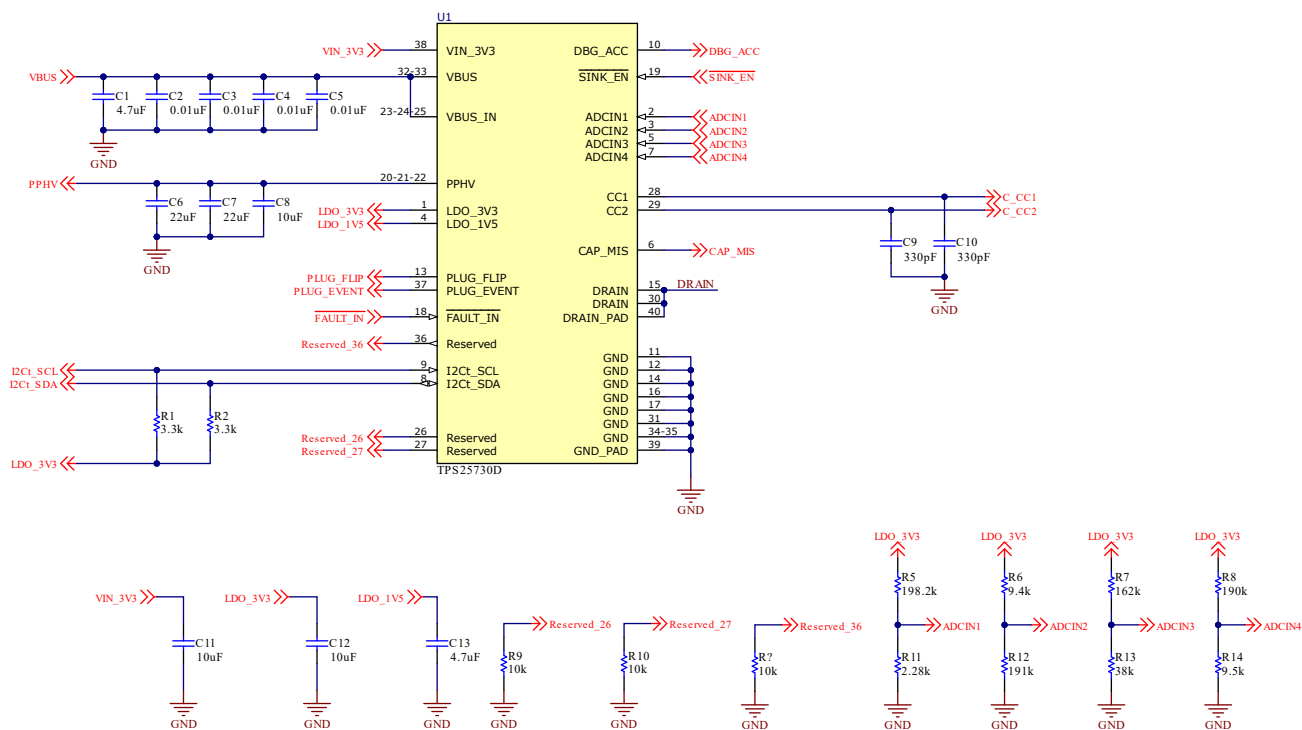 U1
VIN_3V3 38 VIN_3V3 DBG_ACC 10 DBG_ACC
VBUS 32-33 VBUS SINK_EN 19 SINK_EN
C1 C2 C3 C4 C5
4.7uF 0.01uF 0.01uF 0.01uF 0.01uF
23-24-25 VBUS_IN ADCIN1 2 ADCIN1
ADCIN2 3 ADCIN2
ADCIN3 5 ADCIN3
ADCIN4 7 ADCIN4
GND
PPHV 20-21-22 PPHV
CC1 28 C_CC1
C6 C7 C8
22uF 22uF 10uF
LDO_3V3 1 LDO_3V3 CC2 29 C_CC2
LDO_1V5 4 LDO_1V5
C9 C10
330pF 330pF
CAP_MIS 6 CAP_MIS
GND
PLUG_FLIP 13 PLUG_FLIP
PLUG_EVENT 37 PLUG_EVENT DRAIN 15 DRAIN
DRAIN 30
GND
FAULT_IN 18 FAULT_IN DRAIN_PAD 40
Reserved_36 36 Reserved
GND 11
I2Ct_SCL 9 I2Ct_SCL GND 12
I2Ct_SDA 8 I2Ct_SDA GND 14
GND 16
GND 17
R1 R2
3.3k 3.3k
GND 31
Reserved_26 26 Reserved GND 34-35
Reserved_27 27 Reserved GND_PAD 39
LDO_3V3
TPS25730D
GND
LDO_3V3 LDO_3V3 LDO_3V3 LDO_3V3
R5 R6 R7 R8
198.2k 9.4k 162k 190k
VIN_3V3 LDO_3V3 LDO_1V5
Reserved_26 Reserved_27 Reserved_36 ADCIN1 ADCIN2 ADCIN3 ADCIN4
C11 C12 C13
10uF 10uF 4.7uF
R9 R10 R? R11 R12 R13 R14
10k 10k 10k 2.28k 191k 38k 9.5k
GND GND GND GND GND GND GND GND GND GND